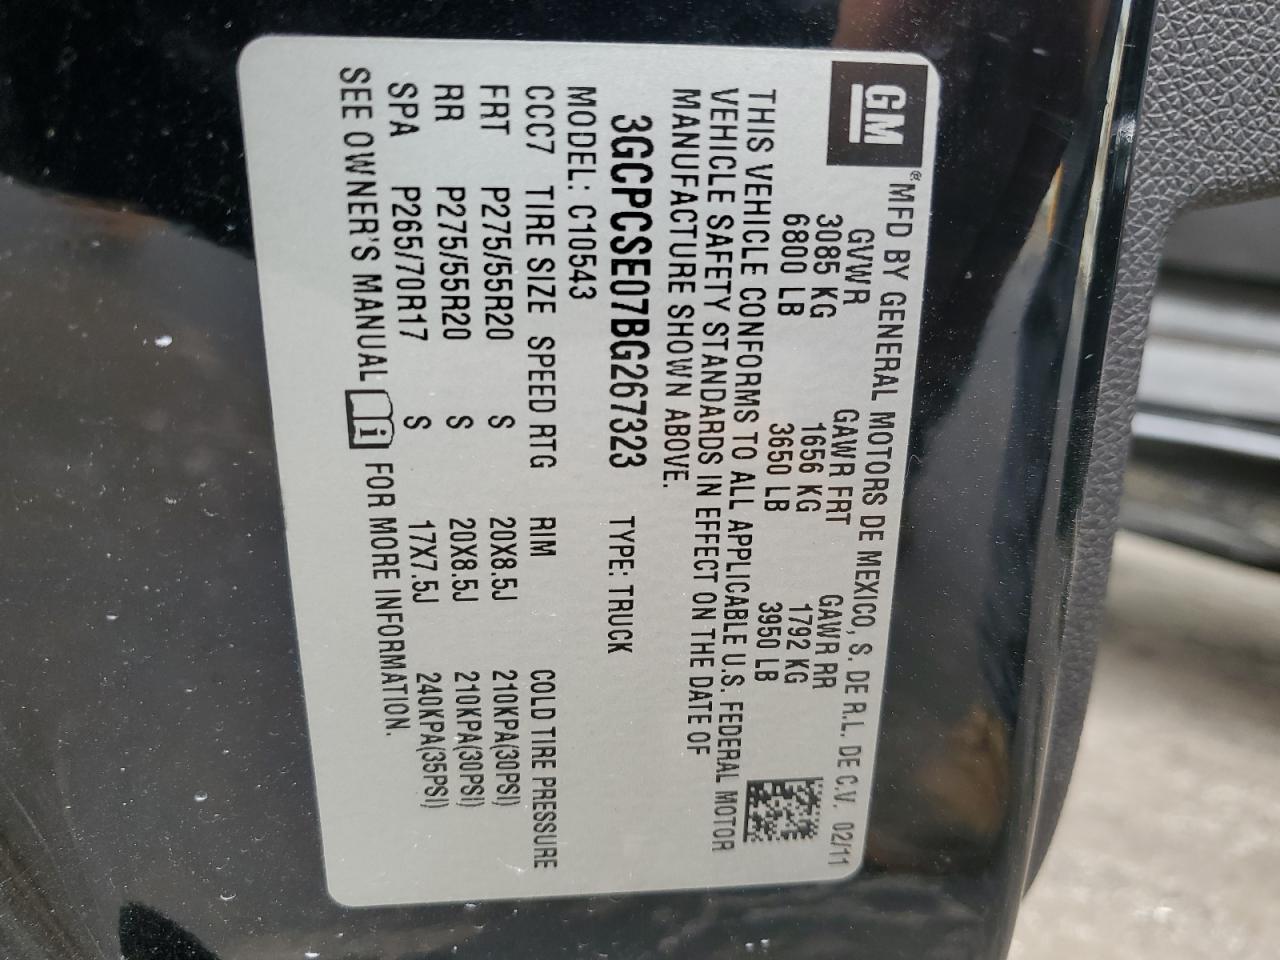 GM ® MFD BY GENERAL MOTORS DE MEXICO, S. DE R.L. DE C.V. 02/11
GVWR GAWR FRT GAWR RR
3085 KG 1656 KG 1792 KG
6800 LB 3650 LB 3950 LB
THIS VEHICLE CONFORMS TO ALL APPLICABLE U.S. FEDERAL MOTOR
VEHICLE SAFETY STANDARDS IN EFFECT ON THE DATE OF
MANUFACTURE SHOWN ABOVE.
3GCPCSE07BG267323 TYPE: TRUCK
MODEL: C10543
CCC7 TIRE SIZE SPEED RTG RIM COLD TIRE PRESSURE
FRT P275/55R20 S 20X8.5J 210KPA(30PSI)
RR P275/55R20 S 20X8.5J 210KPA(30PSI)
SPA P265/70R17 S 17X7.5J 240KPA(35PSI)
SEE OWNER'S MANUAL i FOR MORE INFORMATION.